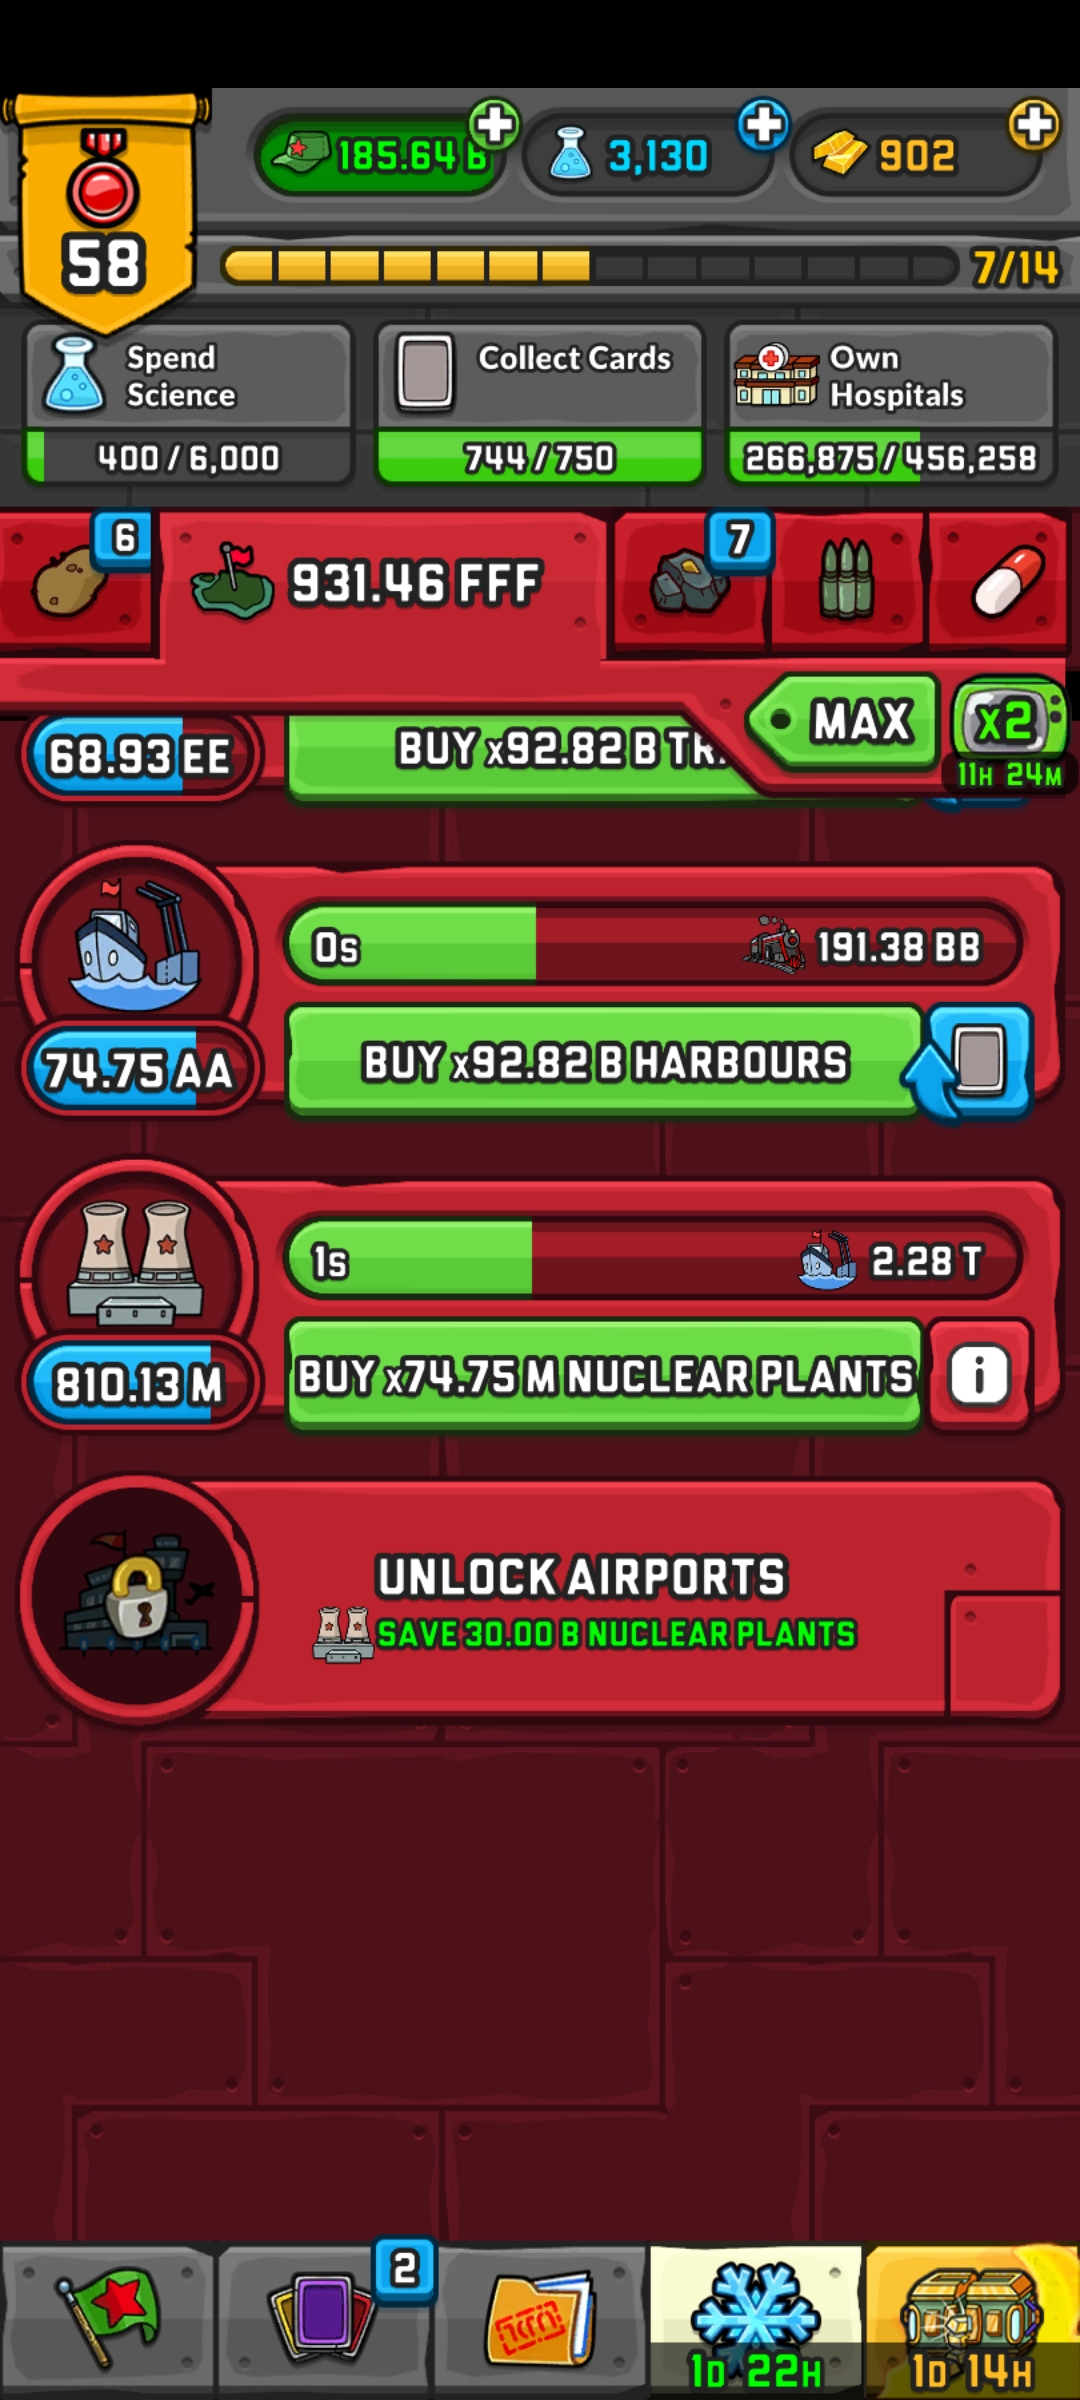 185.64 B
3,130
902
58
7/14
Spend
Science
Collect Cards
Own
Hospitals
400 / 6,000
744 / 750
266,875 / 456,258
6
931.46 FFF
7
MAX
x2
11H 24M
68.93 EE
BUY x92.82 B
0s
191.38 BB
74.75 AA
BUY x92.82 B HARBOURS
1s
2.28 T
810.13 M
BUY x74.75 M NUCLEAR PLANTS
i
UNLOCK AIRPORTS
SAVE 30.00 B NUCLEAR PLANTS
2
1D 22H
1D 14H